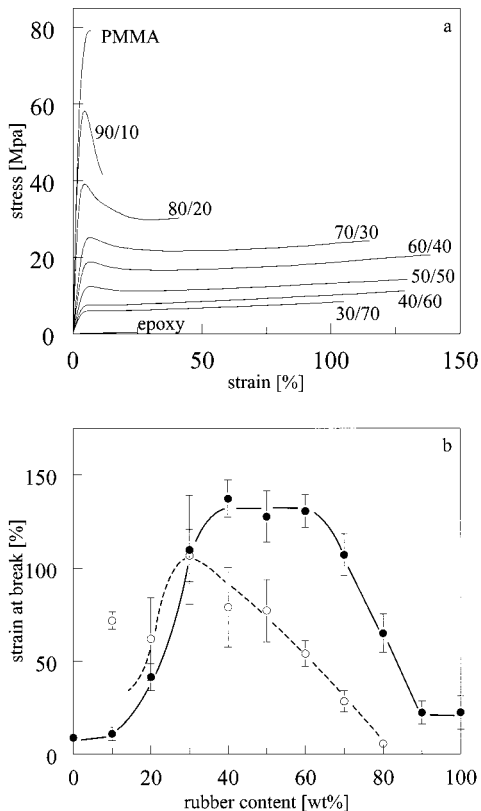 a
80
PMMA
60
90/10
stress [Mpa]
40
80/20
70/30
60/40
20
50/50
40/60
30/70
epoxy
0
0 50 100 150
strain [%]
b
150
strain at break [%]
100
50
0
0 20 40 60 80 100
rubber content [wt%]